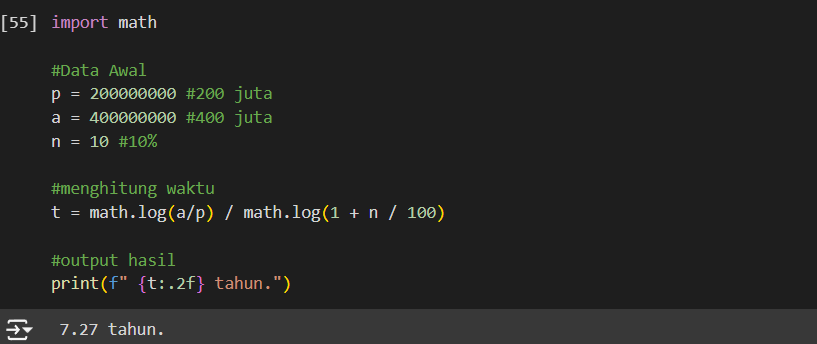 [55] import math
#Data Awal
p = 200000000 #200 juta
a = 400000000 #400 juta
n = 10 #10%
#menghitung waktu
t = math.log(a/p) / math.log(1 + n / 100)
#output hasil
print(f" {t:.2f} tahun.")
7.27 tahun.